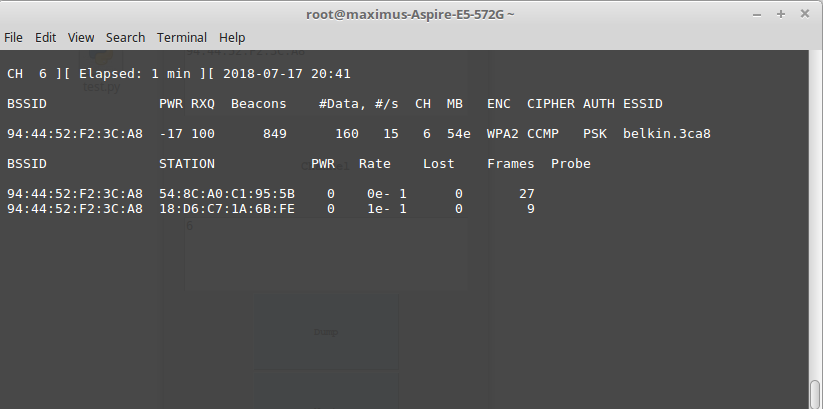 root@maximus-Aspire-E5-572G ~
File Edit View Search Terminal Help
CH 6 ][ Elapsed: 1 min ][ 2018-07-17 20:41
BSSID PWR RXQ Beacons #Data, #/s CH MB ENC CIPHER AUTH ESSID
94:44:52:F2:3C:A8 -17 100 849 160 15 6 54e WPA2 CCMP PSK belkin.3ca8
BSSID STATION PWR Rate Lost Frames Probe
94:44:52:F2:3C:A8 54:8C:A0:C1:95:5B 0 0e- 1 0 27
94:44:52:F2:3C:A8 18:D6:C7:1A:6B:FE 0 1e- 1 0 9
6